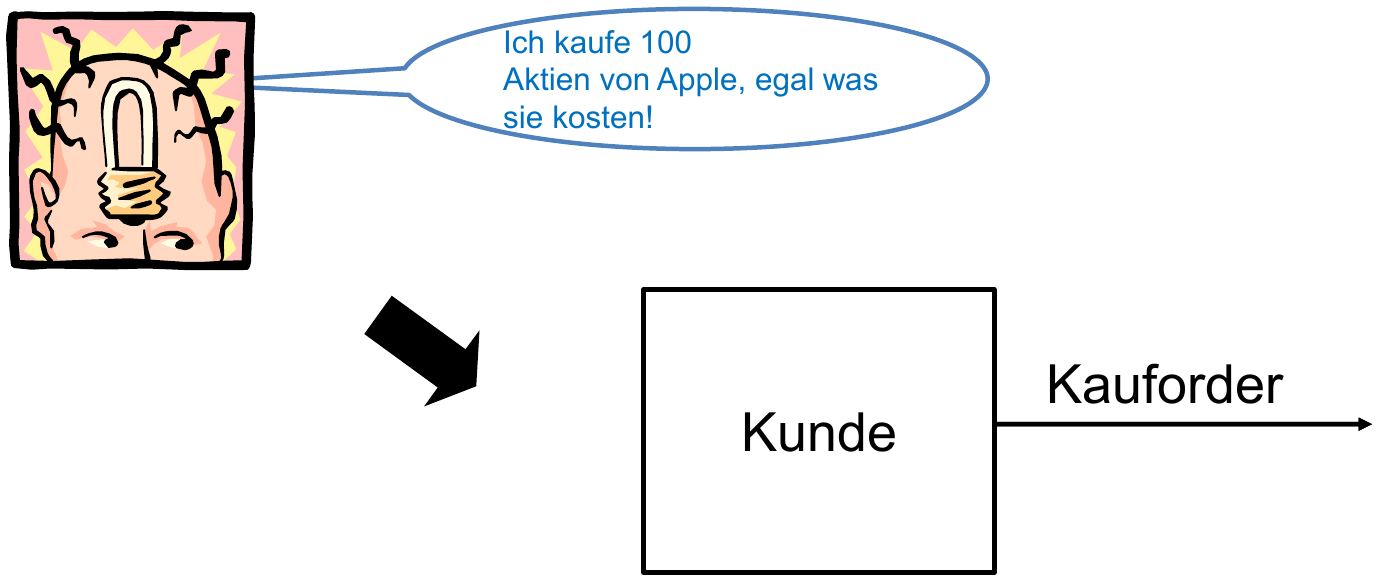 Ich kaufe 100
Aktien von Apple, egal was
sie kosten!
Kauforder
Kunde